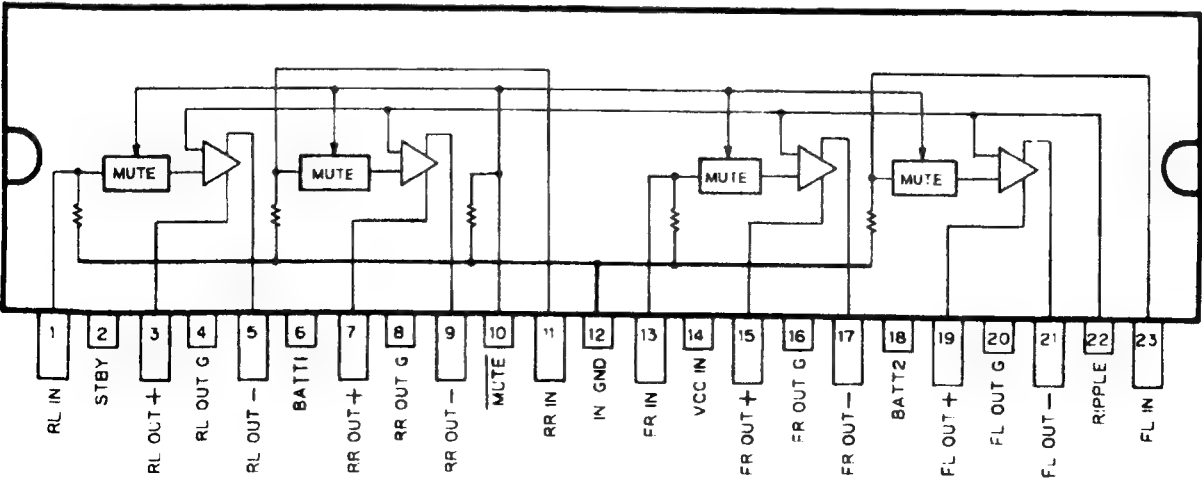 MUTE MUTE MUTE MUTE
1 2 3 4 5 6 7 8 9 10 11 12 13 14 15 16 17 18 19 20 21 22 23
RL IN
STBY
RL OUT +
RL OUT G
RL OUT -
BATT1
RR OUT +
RR OUT G
RR OUT -
MUTE
RR IN
IN GND
FR IN
VCC IN
FR OUT +
FR OUT G
FR OUT -
BATT2
FL OUT +
FL OUT G
FL OUT -
RIPPLE
FL IN